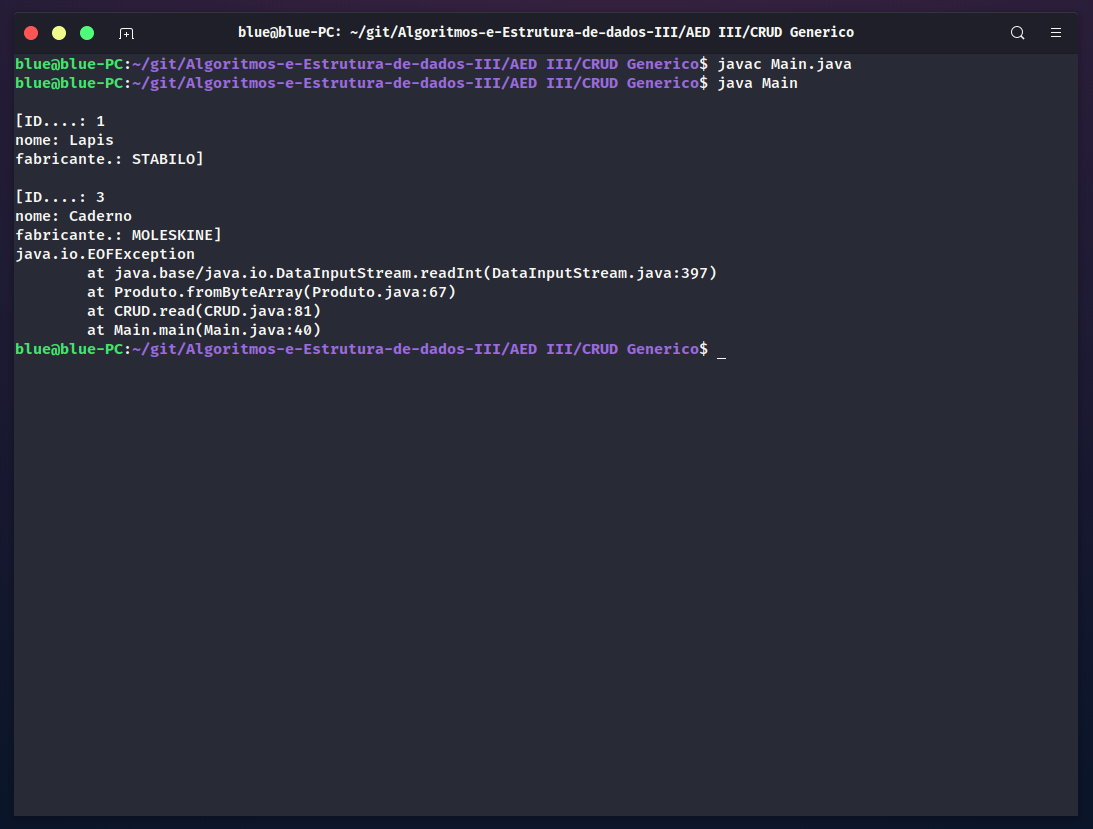 blue@blue-PC: ~/git/Algoritmos-e-Estrutura-de-dados-III/AED III/CRUD Generico
blue@blue-PC:~/git/Algoritmos-e-Estrutura-de-dados-III/AED III/CRUD Generico$ javac Main.java
blue@blue-PC:~/git/Algoritmos-e-Estrutura-de-dados-III/AED III/CRUD Generico$ java Main
[ID....: 1
nome: Lapis
fabricante.: STABILO]
[ID....: 3
nome: Caderno
fabricante.: MOLESKINE]
java.io.EOFException
at java.base/java.io.DataInputStream.readInt(DataInputStream.java:397)
at Produto.fromByteArray(Produto.java:67)
at CRUD.read(CRUD.java:81)
at Main.main(Main.java:40)
blue@blue-PC:~/git/Algoritmos-e-Estrutura-de-dados-III/AED III/CRUD Generico$ _